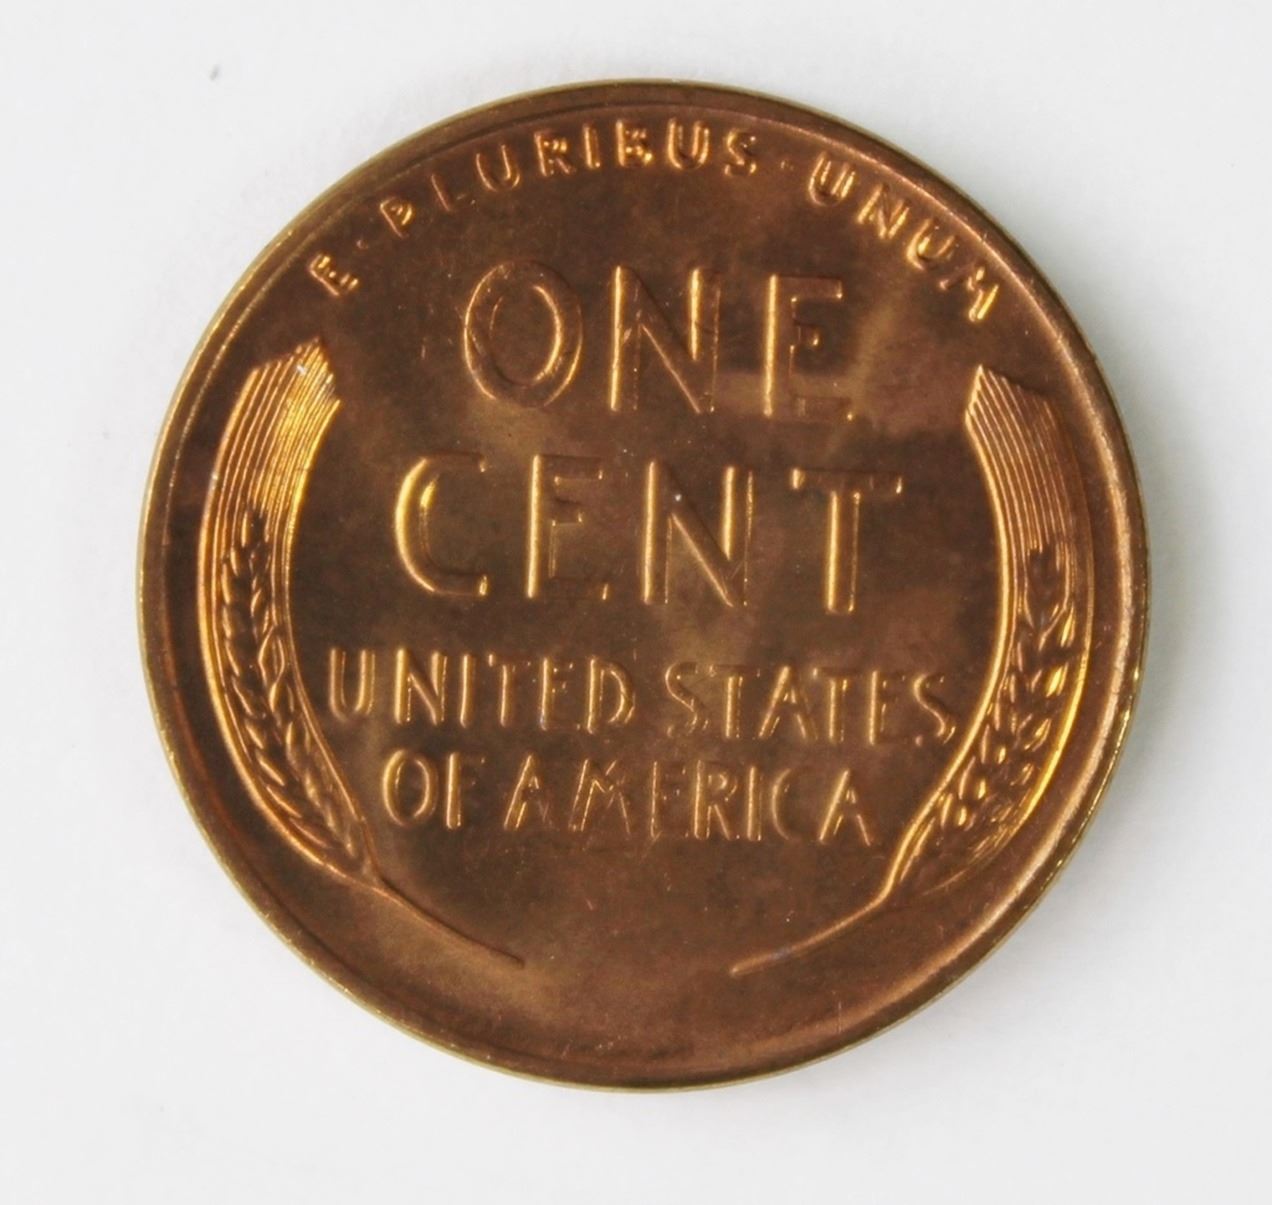 E · PLURIBUS · UNUM
ONE
CENT
UNITED STATES
OF AMERICA